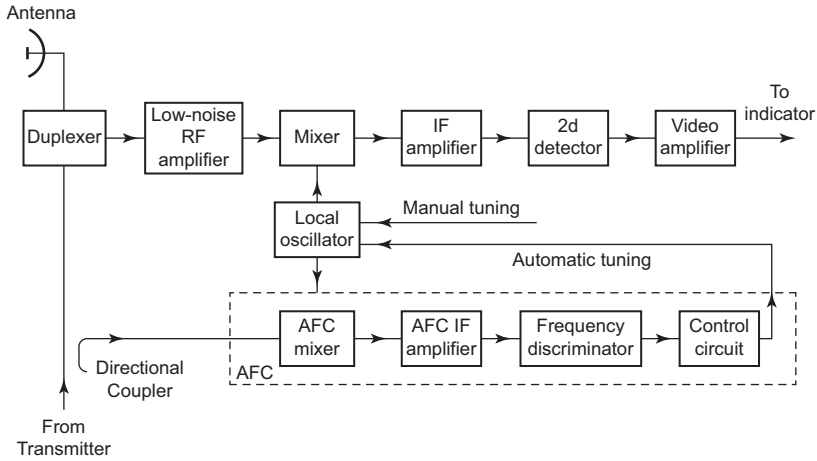 Antenna
Duplexer
Low-noise
RF
amplifier
Mixer
IF
amplifier
2d
detector
Video
amplifier
To
indicator
Local
oscillator
Manual tuning
Automatic tuning
AFC
mixer
AFC IF
amplifier
Frequency
discriminator
Control
circuit
AFC
Directional
Coupler
From
Transmitter